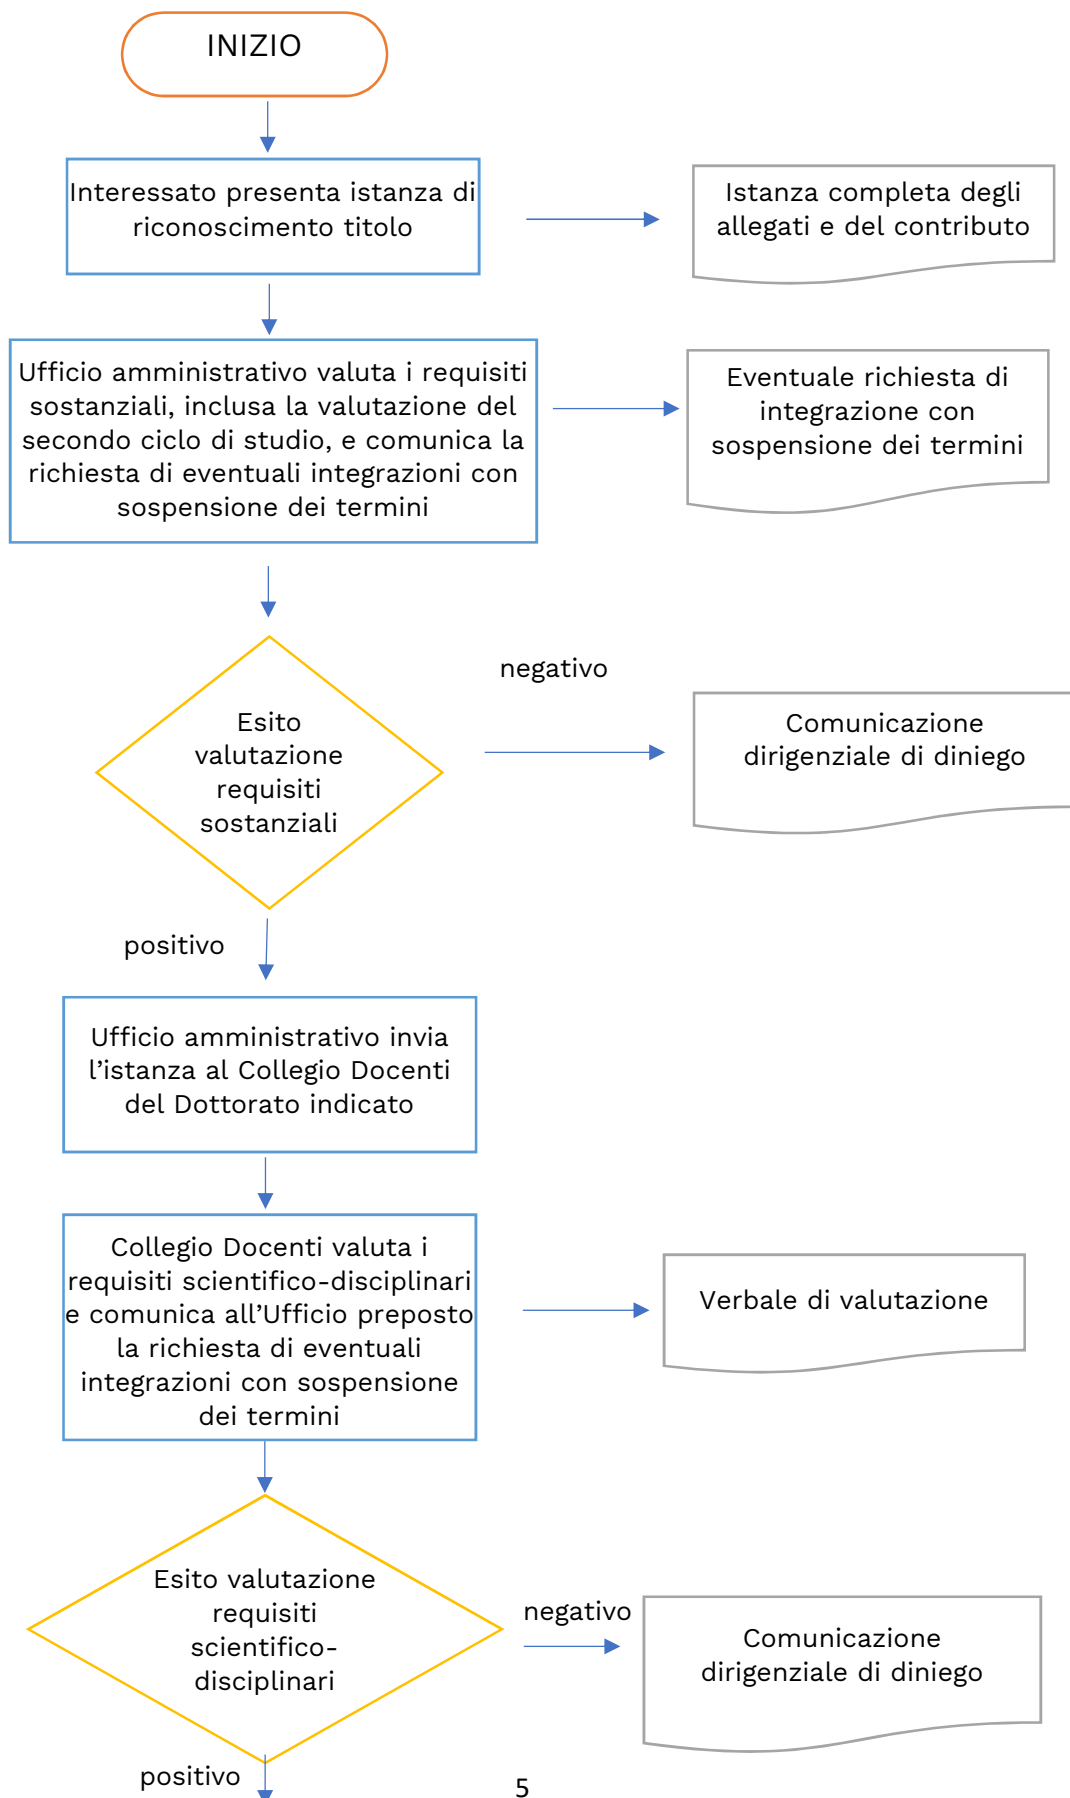 INIZIO
Interessato presenta istanza di
riconoscimento titolo
Istanza completa degli
allegati e del contributo
Ufficio amministrativo valuta i requisiti
sostanziali, inclusa la valutazione del
secondo ciclo di studio, e comunica la
richiesta di eventuali integrazioni con
sospensione dei termini
Eventuale richiesta di
integrazione con
sospensione dei termini
Esito
valutazione
requisiti
sostanziali
negativo
Comunicazione
dirigenziale di diniego
positivo
Ufficio amministrativo invia
l’istanza al Collegio Docenti
del Dottorato indicato
Collegio Docenti valuta i
requisiti scientifico-disciplinari
e comunica all’Ufficio preposto
la richiesta di eventuali
integrazioni con sospensione
dei termini
Verbale di valutazione
Esito valutazione
requisiti
scientifico-
disciplinari
negativo
Comunicazione
dirigenziale di diniego
positivo
5